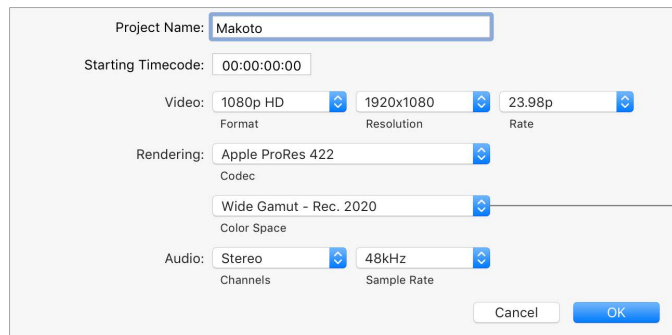 Project Name: Makoto
Starting Timecode: 00:00:00:00
Video: 1080p HD 1920x1080 23.98p
Format Resolution Rate
Rendering: Apple ProRes 422
Codec
Wide Gamut - Rec. 2020
Color Space
Audio: Stereo 48kHz
Channels Sample Rate
Cancel OK